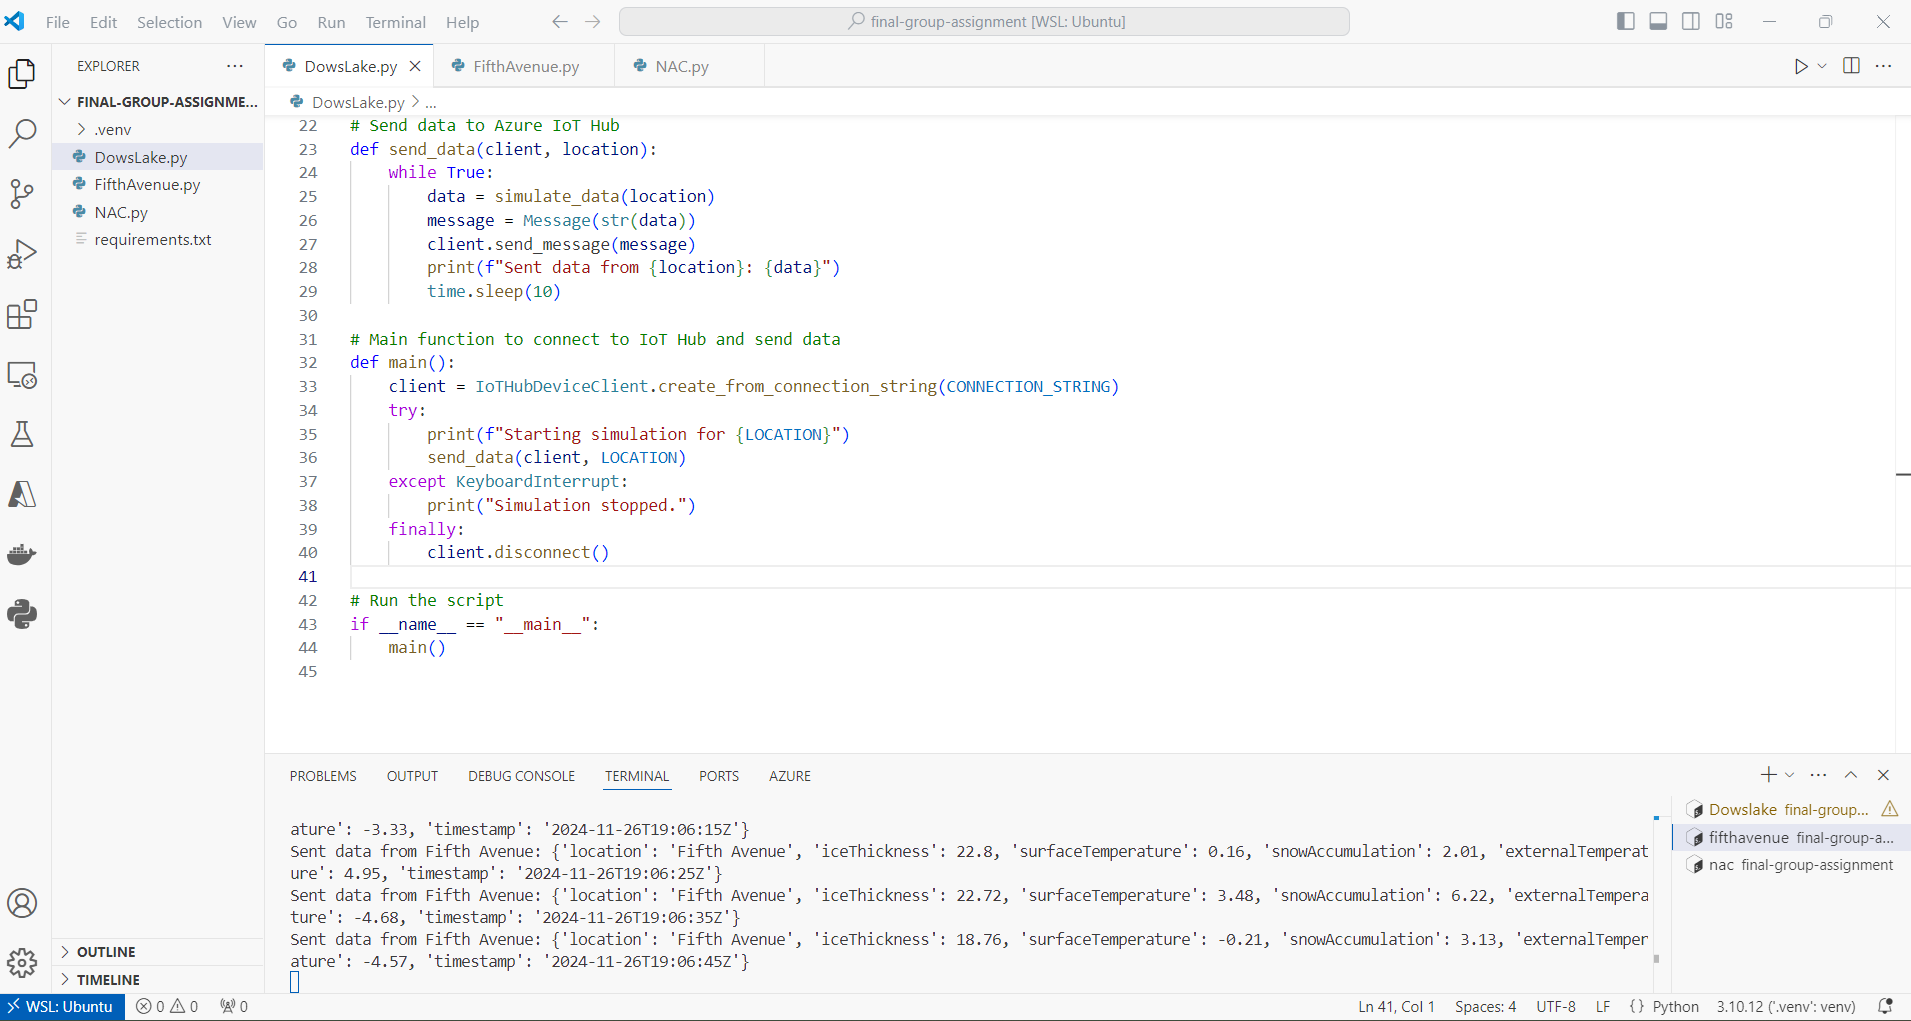 File Edit Selection View Go Run Terminal Help
final-group-assignment [WSL: Ubuntu]
EXPLORER
FINAL-GROUP-ASSIGNME...
.venv
DowsLake.py
FifthAvenue.py
NAC.py
requirements.txt
OUTLINE
TIMELINE
DowsLake.py FifthAvenue.py NAC.py
DowsLake.py > ...
22 # Send data to Azure IoT Hub
23 def send_data(client, location):
24 while True:
25 data = simulate_data(location)
26 message = Message(str(data))
27 client.send_message(message)
28 print(f"Sent data from {location}: {data}")
29 time.sleep(10)
30
31 # Main function to connect to IoT Hub and send data
32 def main():
33 client = IoTHubDeviceClient.create_from_connection_string(CONNECTION_STRING)
34 try:
35 print(f"Starting simulation for {LOCATION}")
36 send_data(client, LOCATION)
37 except KeyboardInterrupt:
38 print("Simulation stopped.")
39 finally:
40 client.disconnect()
41
42 # Run the script
43 if __name__ == "__main__":
44 main()
45
PROBLEMS OUTPUT DEBUG CONSOLE TERMINAL PORTS AZURE
ature': -3.33, 'timestamp': '2024-11-26T19:06:15Z'}
Sent data from Fifth Avenue: {'location': 'Fifth Avenue', 'iceThickness': 22.8, 'surfaceTemperature': 0.16, 'snowAccumulation': 2.01, 'externalTemperat
ure': 4.95, 'timestamp': '2024-11-26T19:06:25Z'}
Sent data from Fifth Avenue: {'location': 'Fifth Avenue', 'iceThickness': 22.72, 'surfaceTemperature': 3.48, 'snowAccumulation': 6.22, 'externalTempera
ture': -4.68, 'timestamp': '2024-11-26T19:06:35Z'}
Sent data from Fifth Avenue: {'location': 'Fifth Avenue', 'iceThickness': 18.76, 'surfaceTemperature': -0.21, 'snowAccumulation': 3.13, 'externalTemper
ature': -4.57, 'timestamp': '2024-11-26T19:06:45Z'}
Dowslake final-group...
fifthavenue final-group-a...
nac final-group-assignment
WSL: Ubuntu 0 0 0 Ln 41, Col 1 Spaces: 4 UTF-8 LF {} Python 3.10.12 ('.venv': venv)